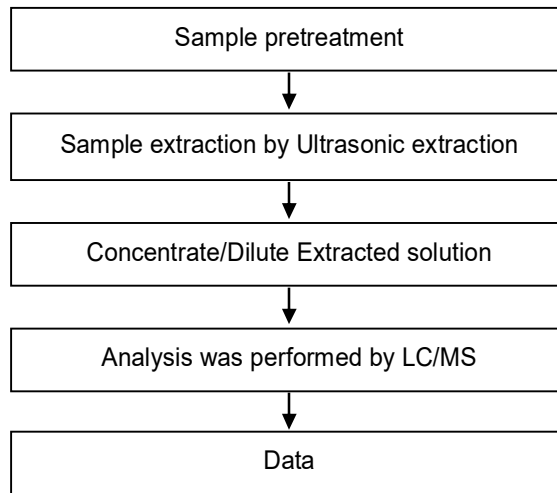 Sample pretreatment
Sample extraction by Ultrasonic extraction
Concentrate/Dilute Extracted solution
Analysis was performed by LC/MS
Data